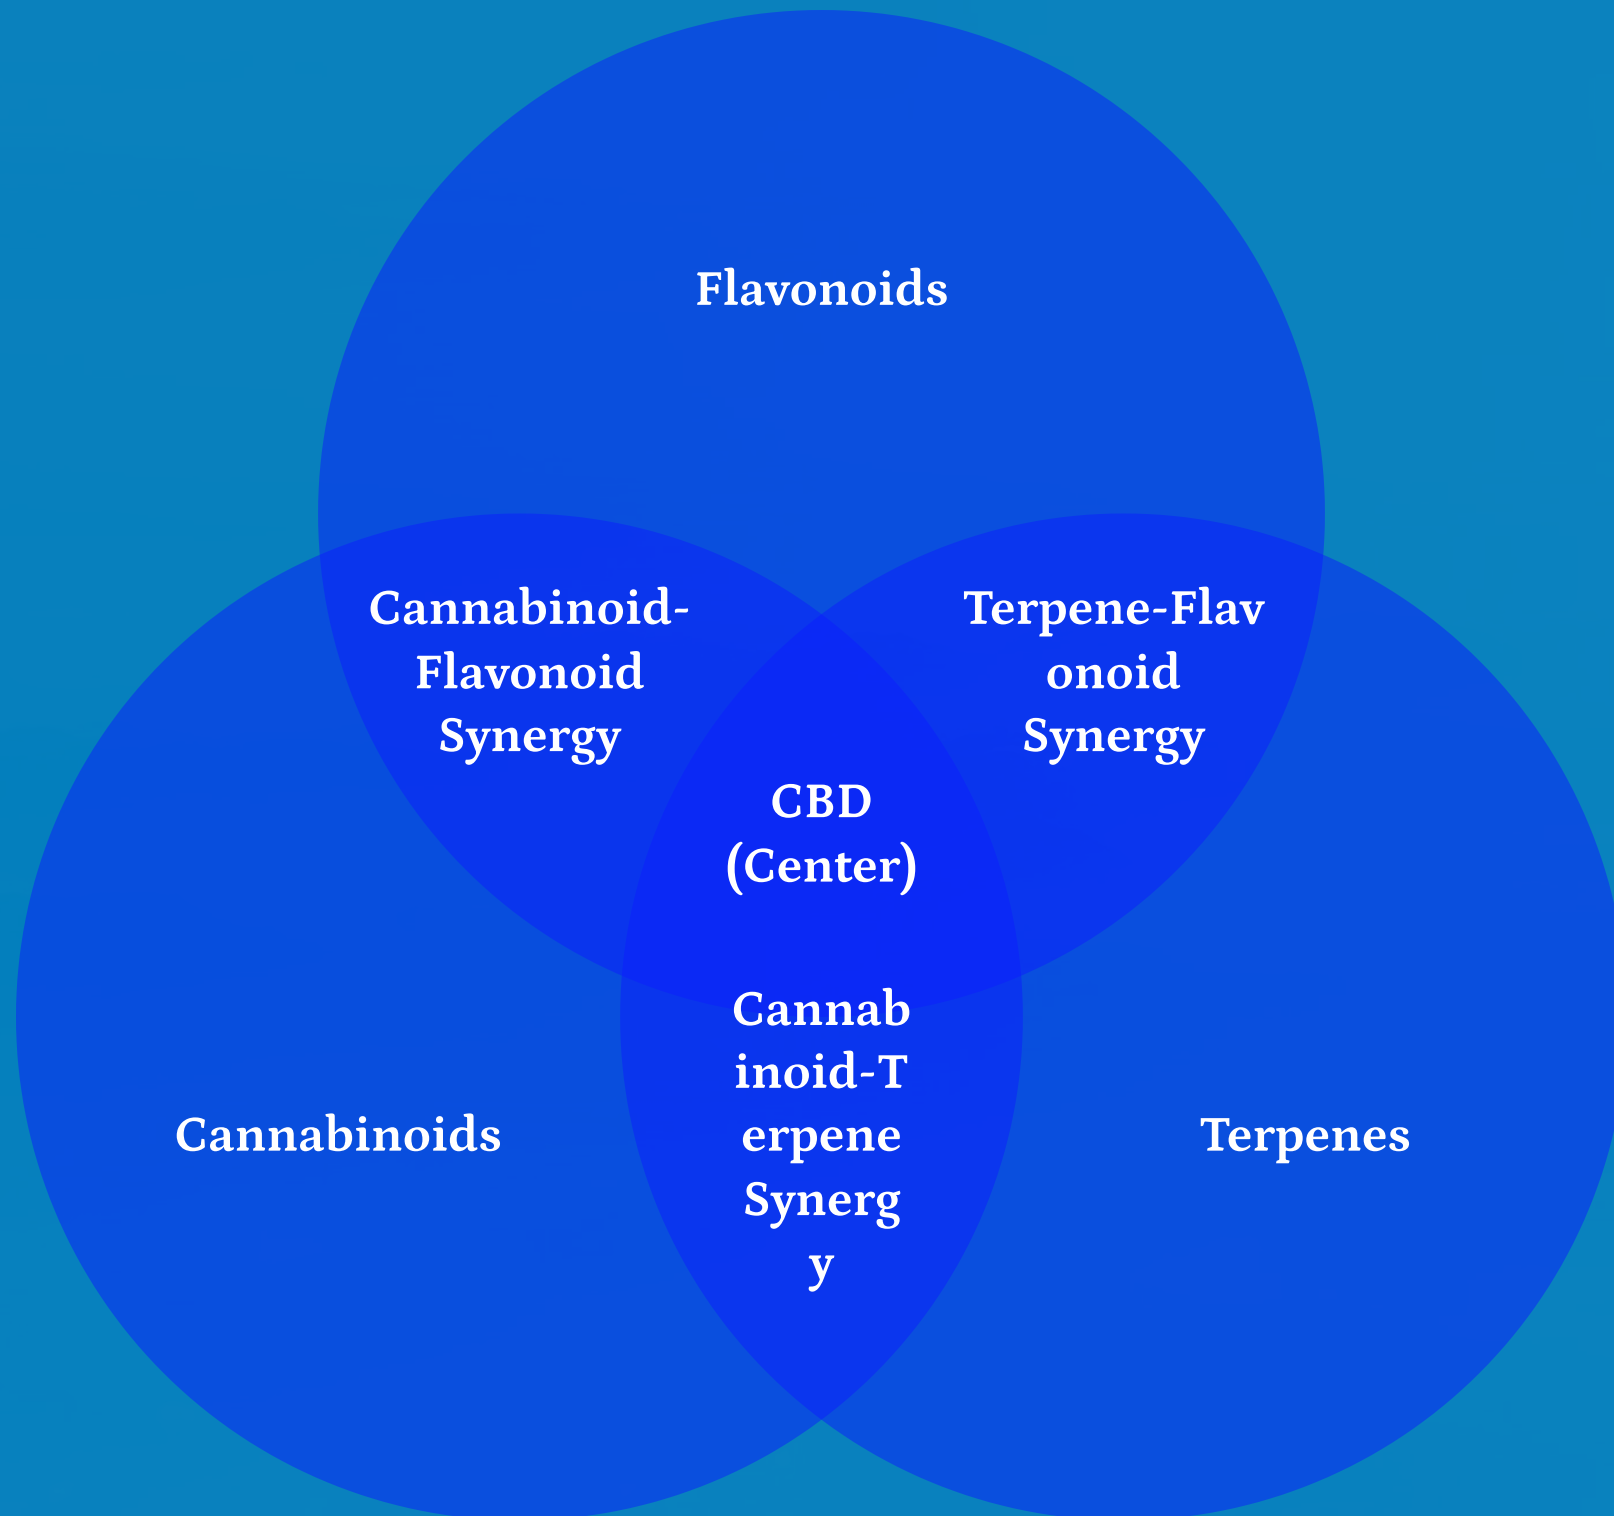 Flavonoids
Cannabinoid-
Flavonoid
Synergy
Terpene-Flav
onoid
Synergy
CBD
(Center)
Cannab
inoid-T
erpene
Synerg
y
Cannabinoids
Terpenes